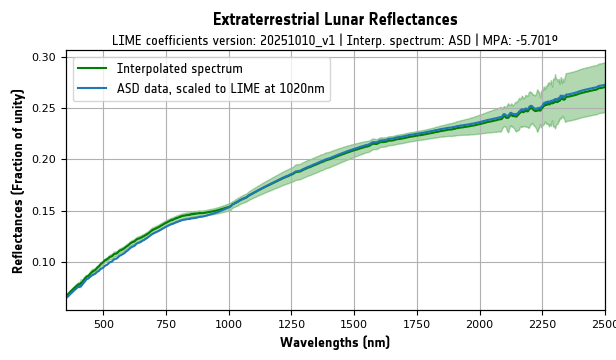 Extraterrestrial Lunar Reflectances
LIME coefficients version: 20251010_v1 | Interp. spectrum: ASD | MPA: -5.701º
Interpolated spectrum
ASD data, scaled to LIME at 1020nm
Reflectances (Fraction of unity)
0.30
0.25
0.20
0.15
0.10
500 750 1000 1250 1500 1750 2000 2250 2500
Wavelengths (nm)